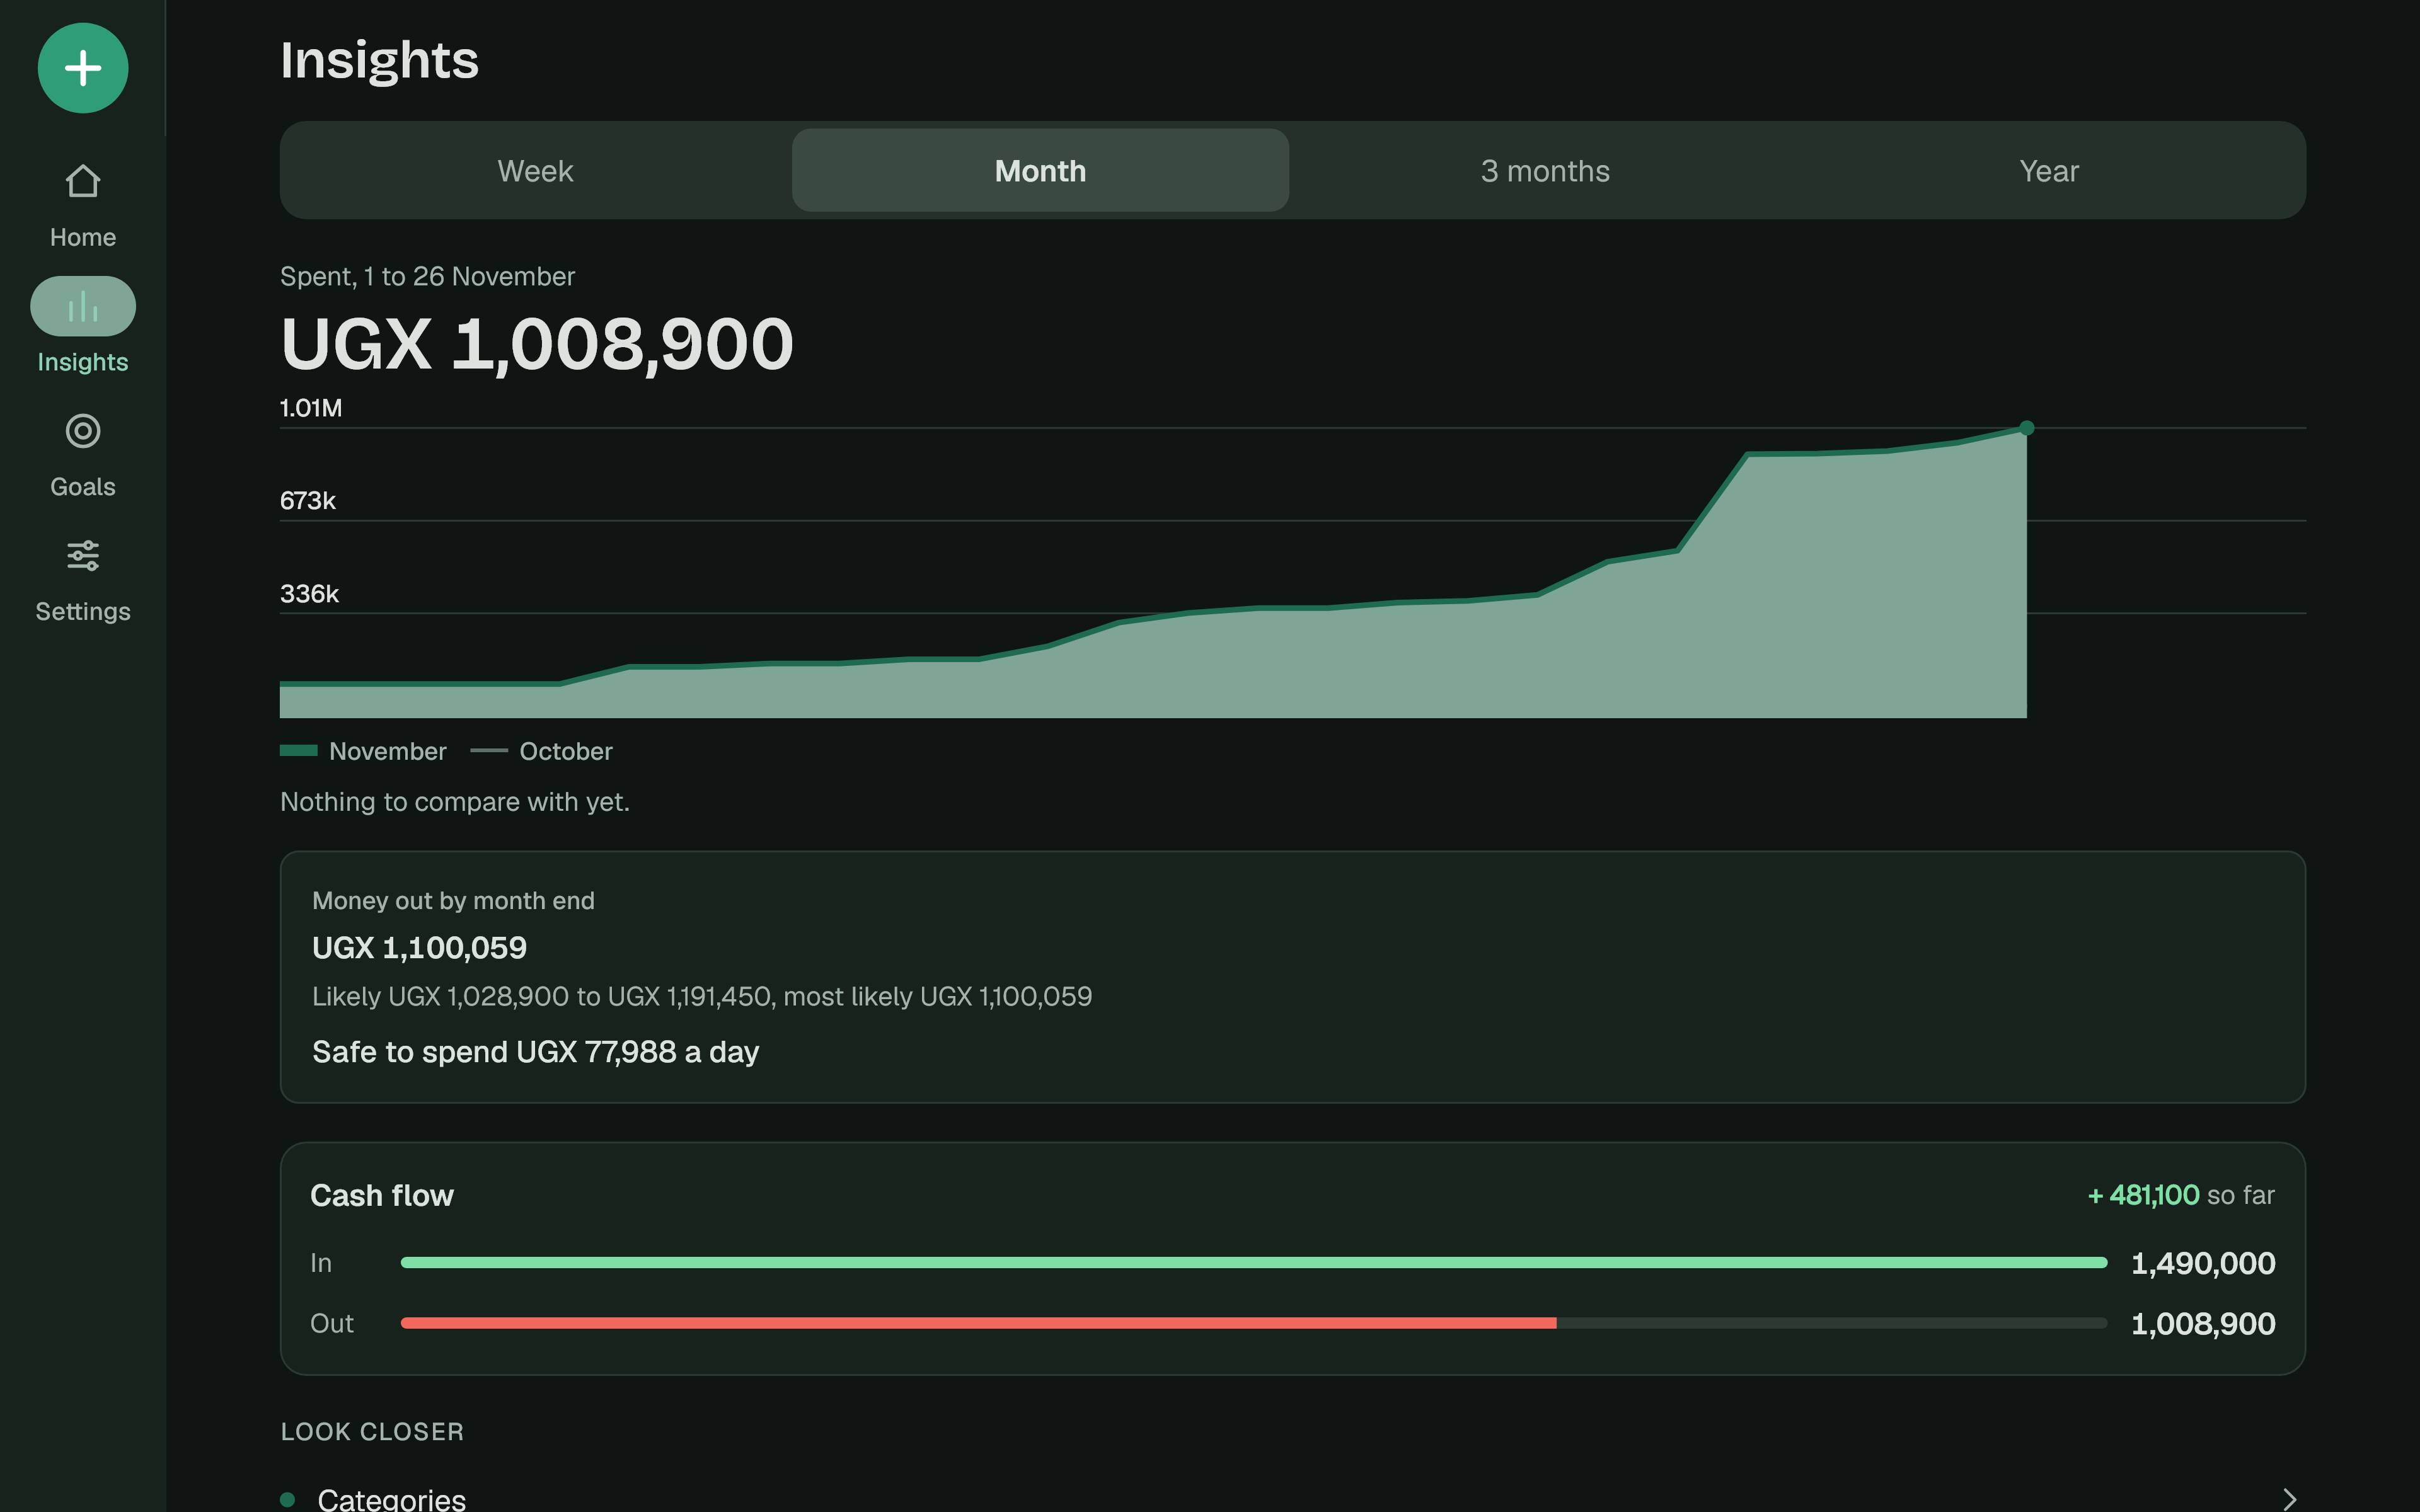 Insights
Week
Month
3 months
Year
Home
Insights
Goals
Settings
Spent, 1 to 26 November
UGX 1,008,900
1.01M
673k
336k
November
October
Nothing to compare with yet.
Money out by month end
UGX 1,100,059
Likely UGX 1,028,900 to UGX 1,191,450, most likely UGX 1,100,059
Safe to spend UGX 77,988 a day
Cash flow
+ 481,100 so far
In
1,490,000
Out
1,008,900
LOOK CLOSER
Categories